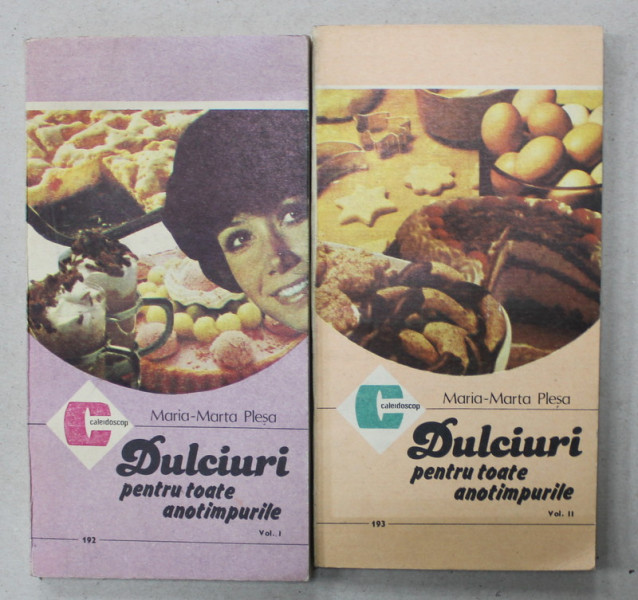 caleidoscop
Maria-Marta Pleşa
Dulciuri
pentru toate
anotimpurile
Vol. I
192
caleidoscop
Maria-Marta Pleşa
Dulciuri
pentru toate
anotimpurile
Vol. II
193